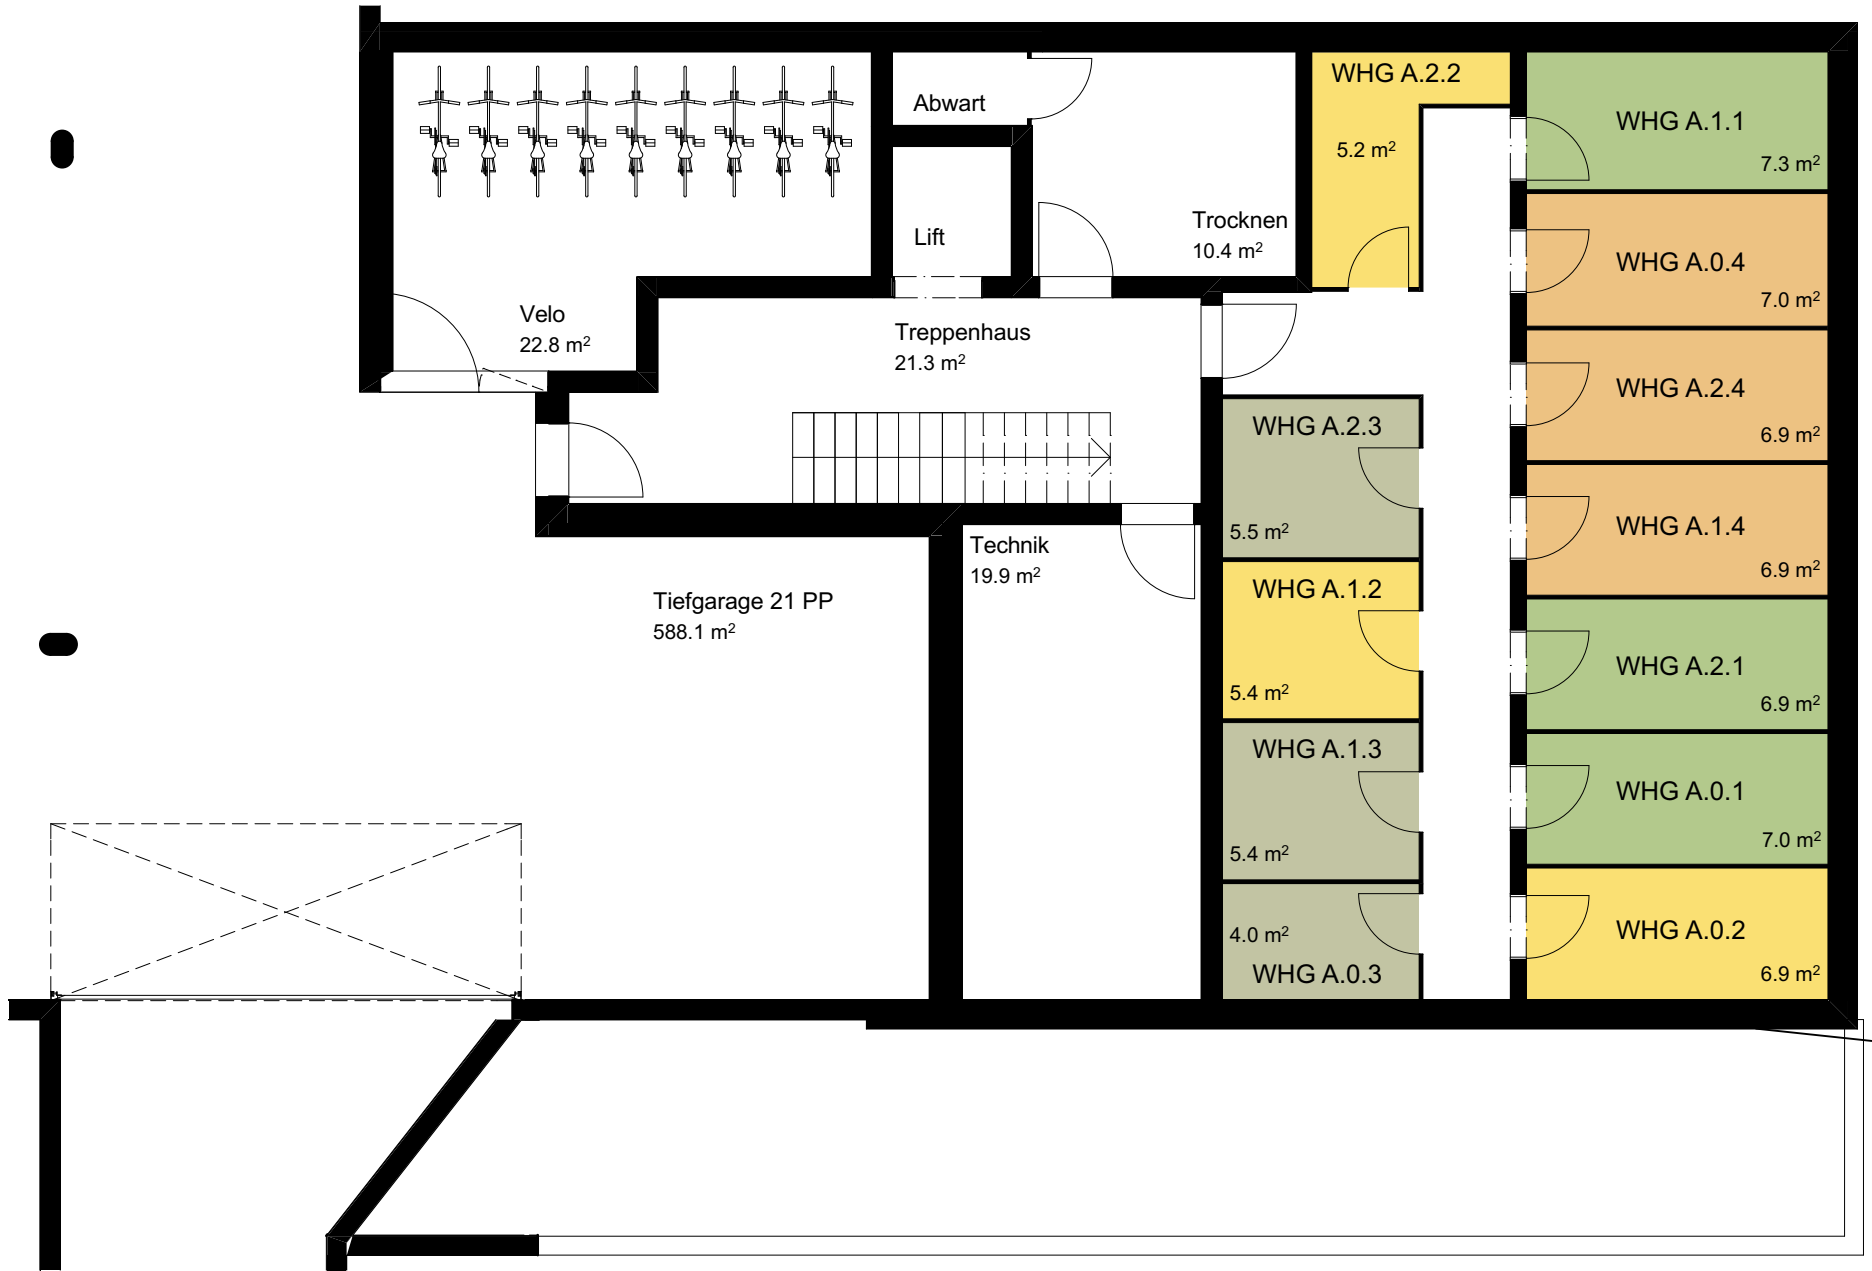 WHG A.2.2
5.2 m²
Abwart
Lift
Trocknen
10.4 m²
Velo
22.8 m²
Treppenhaus
21.3 m²
Technik
19.9 m²
Tiefgarage 21 PP
588.1 m²
WHG A.2.3
5.5 m²
WHG A.1.2
5.4 m²
WHG A.1.3
5.4 m²
4.0 m²
WHG A.0.3
WHG A.1.1
7.3 m²
WHG A.0.4
7.0 m²
WHG A.2.4
6.9 m²
WHG A.1.4
6.9 m²
WHG A.2.1
6.9 m²
WHG A.0.1
7.0 m²
WHG A.0.2
6.9 m²